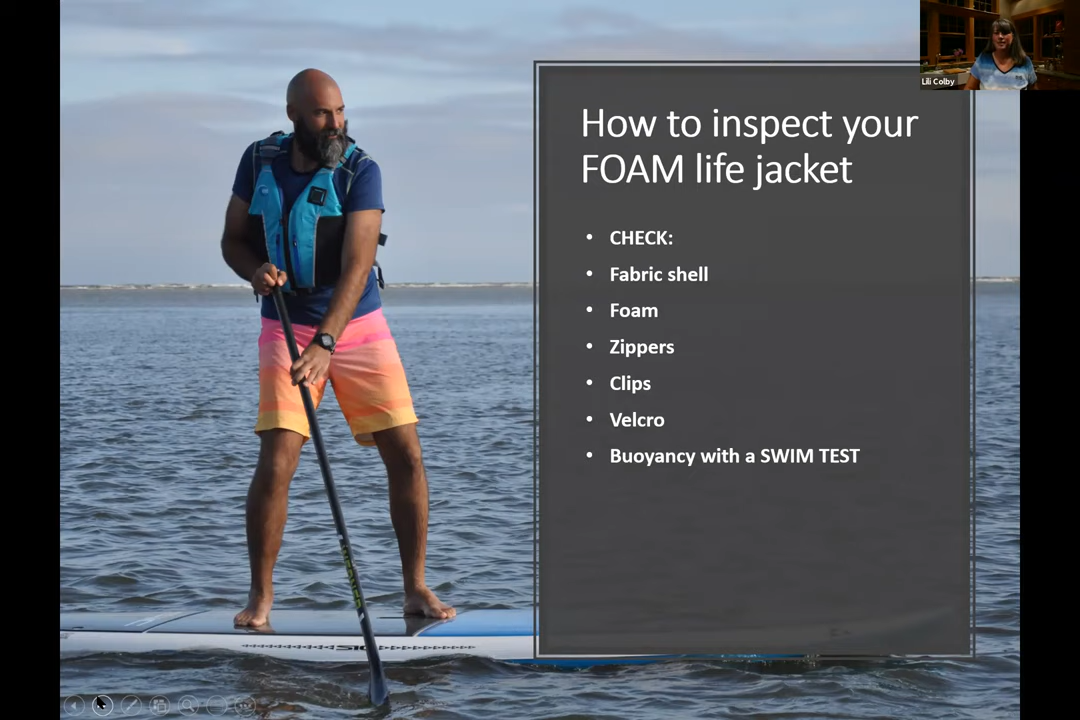 Lili Colby
How to inspect your
FOAM life jacket
• CHECK:
• Fabric shell
• Foam
• Zippers
• Clips
• Velcro
• Buoyancy with a SWIM TEST